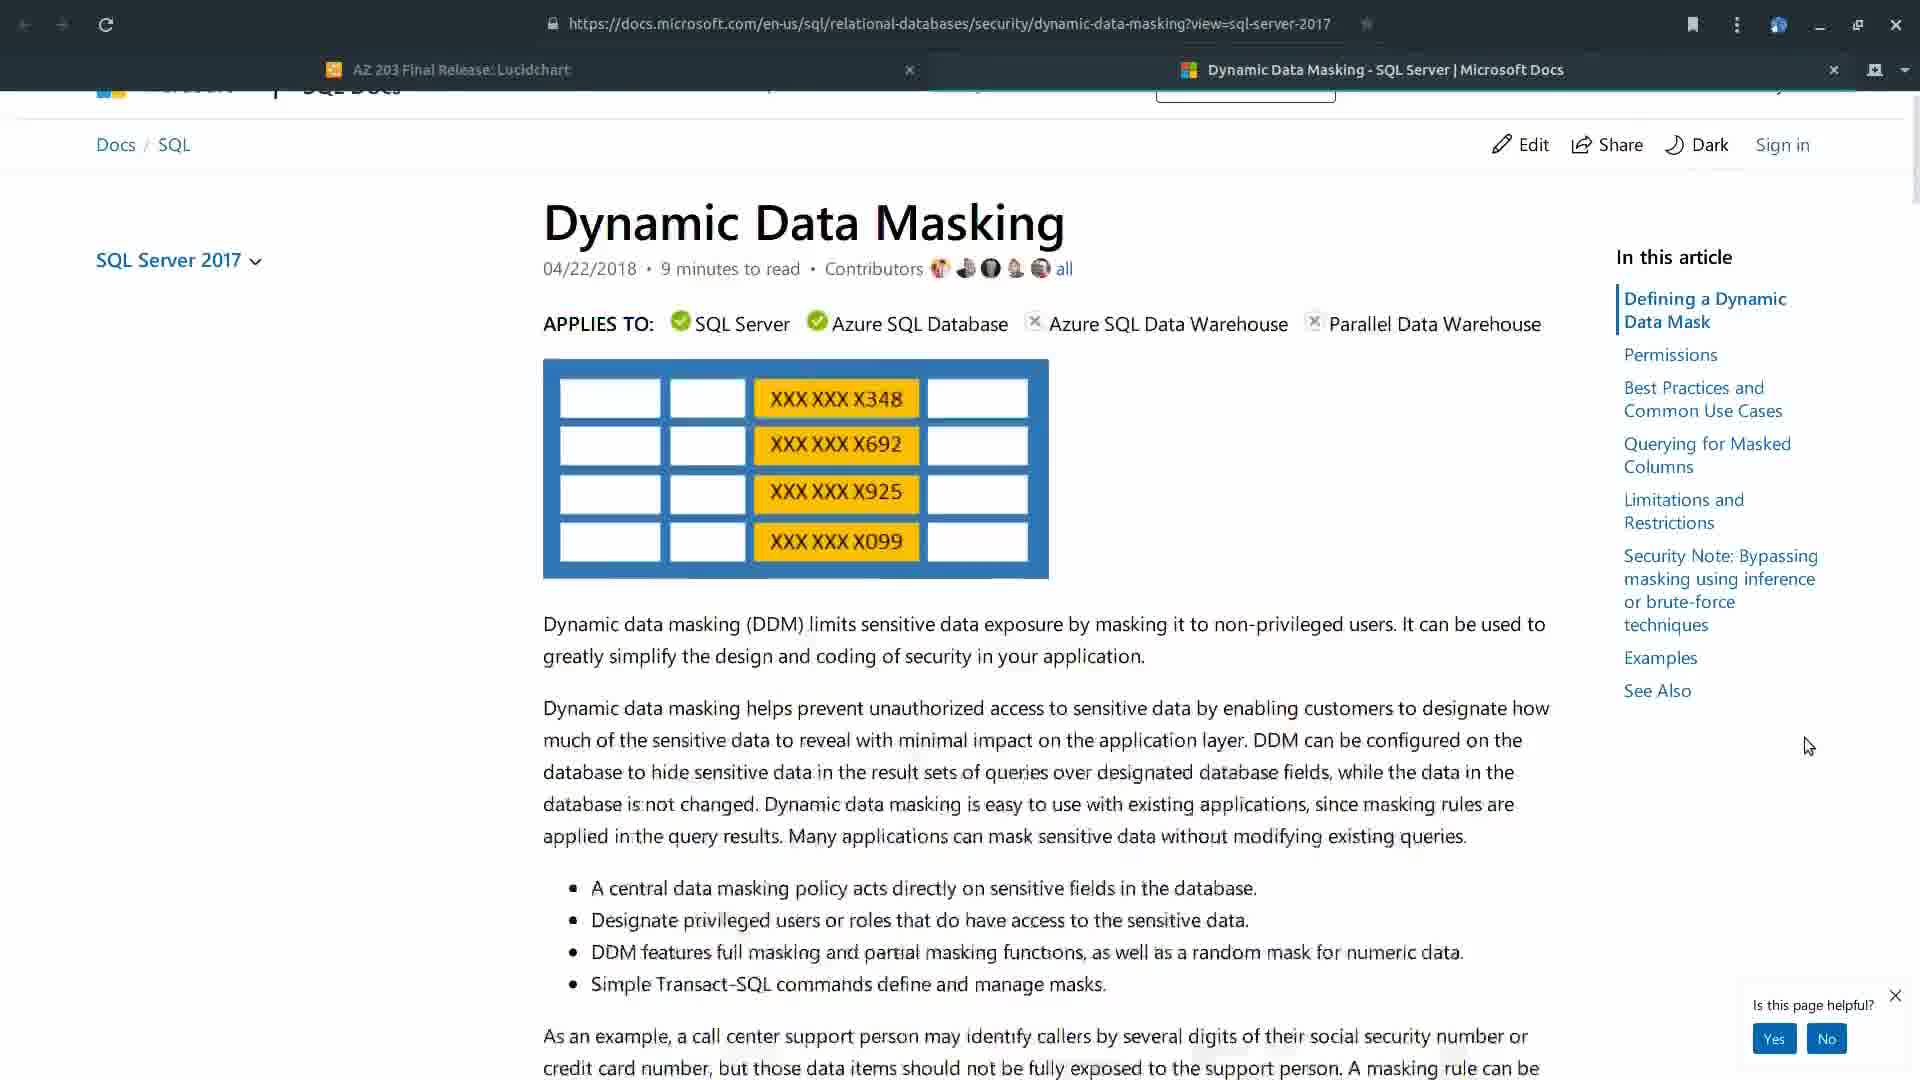 https://docs.microsoft.com/en-us/sql/relational-databases/security/dynamic-data-masking?view=sql-server-2017
AZ 203 Final Release: Lucidchart
Dynamic Data Masking - SQL Server | Microsoft Docs
SQL Docs
Docs / SQL
Edit
Share
Dark
Sign in
SQL Server 2017
Dynamic Data Masking
04/22/2018 • 9 minutes to read • Contributors all
APPLIES TO: SQL Server Azure SQL Database Azure SQL Data Warehouse Parallel Data Warehouse
XXX XXX X348
XXX XXX X692
XXX XXX X925
XXX XXX X099
Dynamic data masking (DDM) limits sensitive data exposure by masking it to non-privileged users. It can be used to
greatly simplify the design and coding of security in your application.
Dynamic data masking helps prevent unauthorized access to sensitive data by enabling customers to designate how
much of the sensitive data to reveal with minimal impact on the application layer. DDM can be configured on the
database to hide sensitive data in the result sets of queries over designated database fields, while the data in the
database is not changed. Dynamic data masking is easy to use with existing applications, since masking rules are
applied in the query results. Many applications can mask sensitive data without modifying existing queries.
• A central data masking policy acts directly on sensitive fields in the database.
• Designate privileged users or roles that do have access to the sensitive data.
• DDM features full masking and partial masking functions, as well as a random mask for numeric data.
• Simple Transact-SQL commands define and manage masks.
As an example, a call center support person may identify callers by several digits of their social security number or
credit card number, but those data items should not be fully exposed to the support person. A masking rule can be
In this article
Defining a Dynamic
Data Mask
Permissions
Best Practices and
Common Use Cases
Querying for Masked
Columns
Limitations and
Restrictions
Security Note: Bypassing
masking using inference
or brute-force
techniques
Examples
See Also
Is this page helpful?
Yes
No